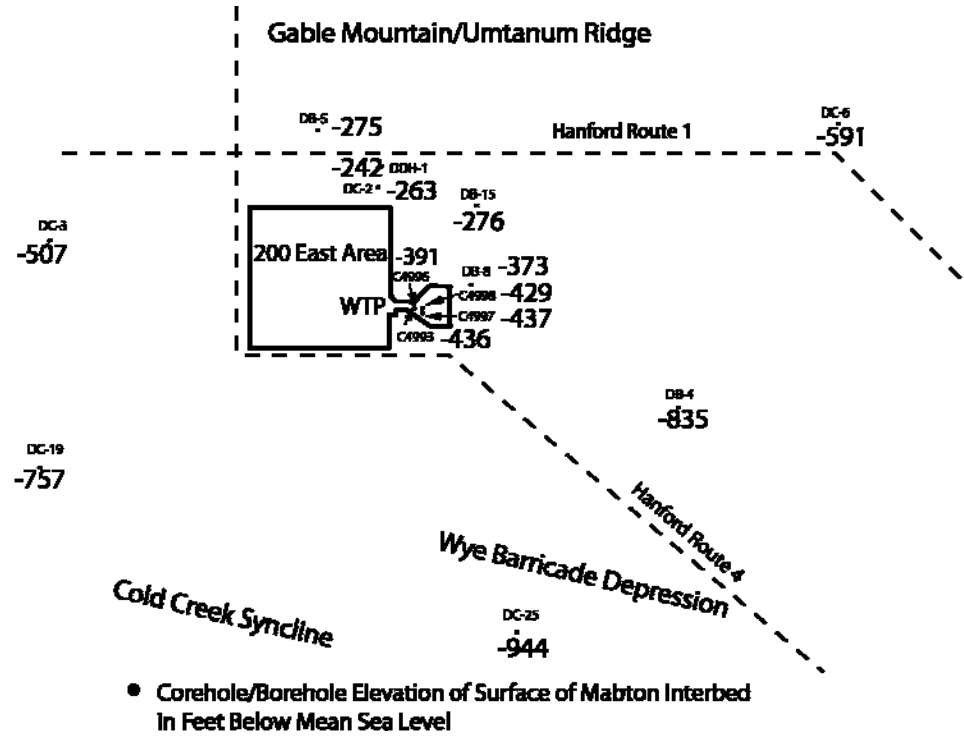 Gable Mountain/Umtanum Ridge
DB-5 -275
Hanford Route 1
DC-6
-591
-242 DDH-1
DC-2 -263
DB-15
-276
DC-3
-507
200 East Area -391
C4996
DB-8 -373
WTP
C4998 -429
C4997 -437
C4993 -436
DB-4
-835
DC-19
-757
Hanford Route 4
Wye Barricade Depression
Cold Creek Syncline
DC-25
-944
Corehole/Borehole Elevation of Surface of Mabton Interbed
in Feet Below Mean Sea Level